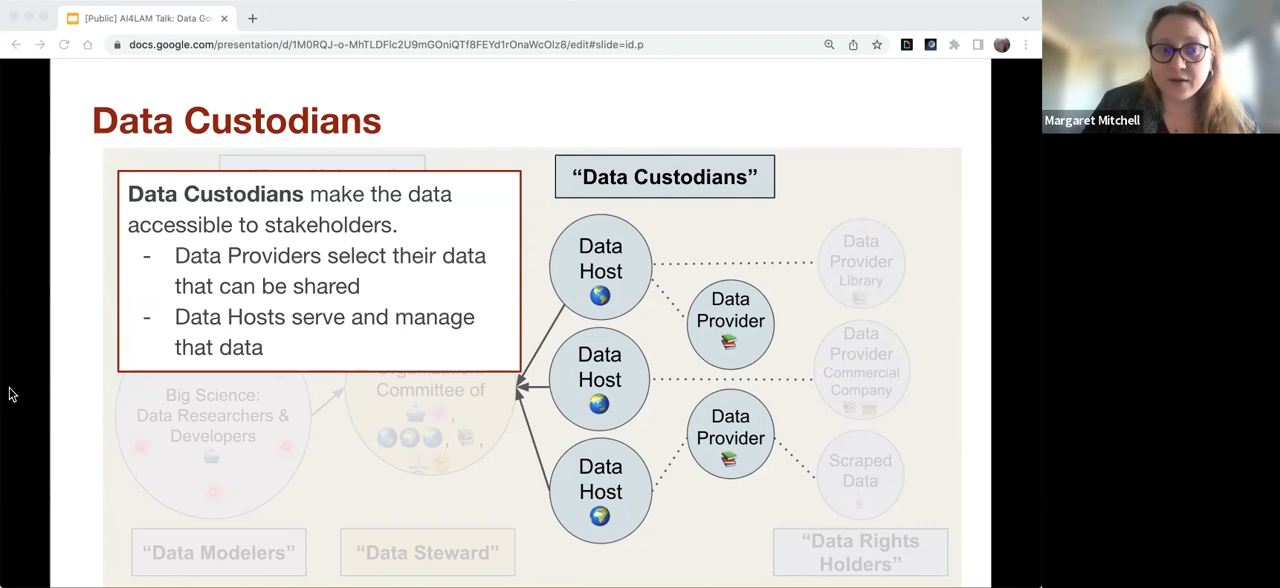 [Public] AI4LAM Talk: Data Go
docs.google.com/presentation/d/1M0RQJ-o-MhTLDFlc2U9mGOniQTf8FEYd1rOnaWcOlz8/edit#slide=id.p
Margaret Mitchell
Data Custodians
Data Custodians make the data
accessible to stakeholders.
- Data Providers select their data
that can be shared
- Data Hosts serve and manage
that data
"Data Custodians"
Data
Host
Data
Provider
Data
Host
Data
Provider
Data
Host
Data
Provider
Library
Data
Provider
Commercial
Company
Scraped
Data
Committee of
Big Science:
Data Researchers &
Developers
"Data Modelers"
"Data Steward"
"Data Rights
Holders"